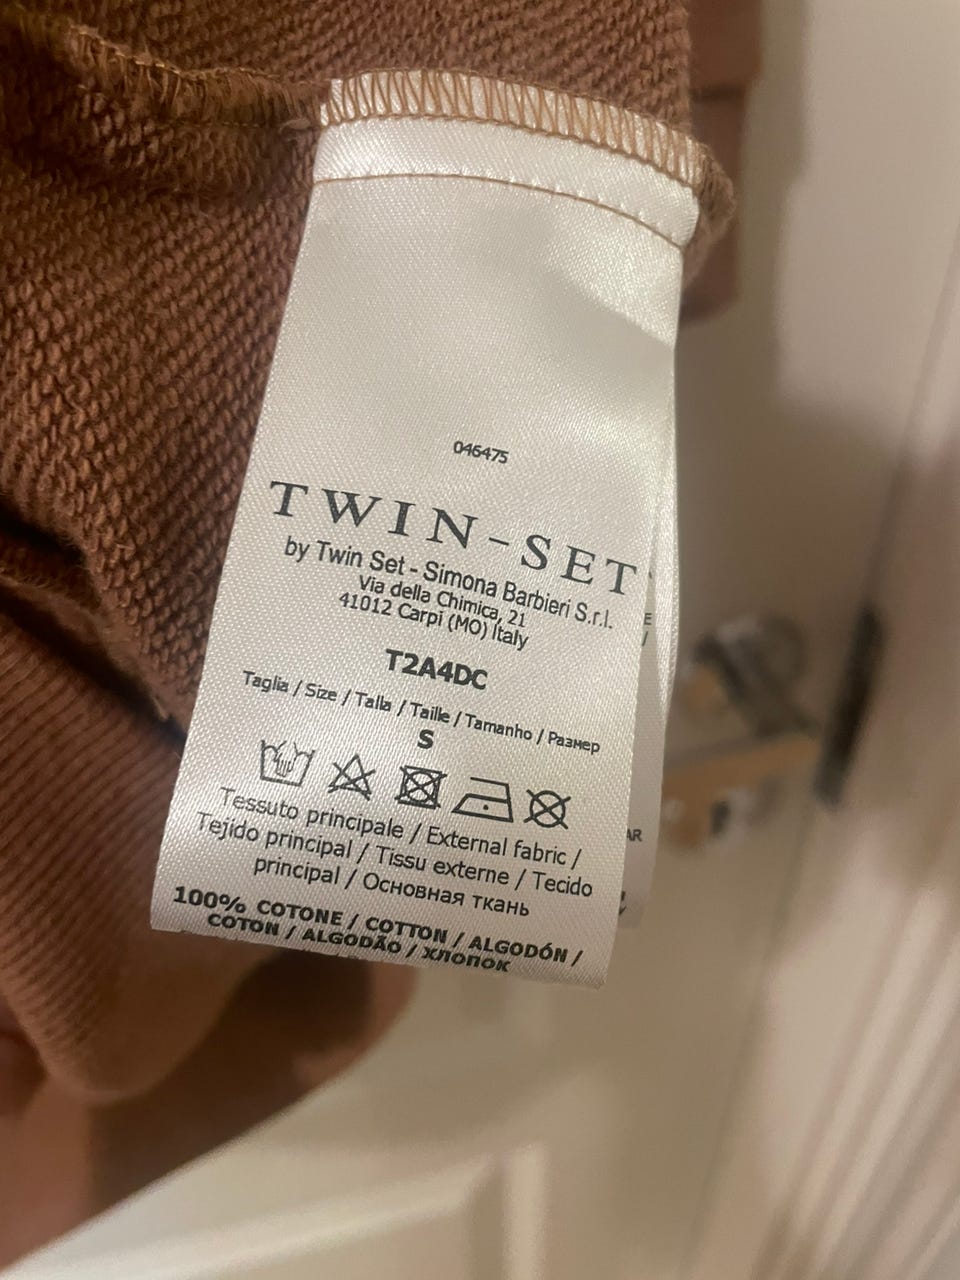 046475
TWIN-SET
by Twin Set - Simona Barbieri S.r.l.
Via della Chimica, 21
41012 Carpi (MO) Italy
T2A4DC
Taglia / Size / Talla / Taille / Tamanho / Размер
S
Tessuto principale / External fabric /
Tejido principal / Tissu externe / Tecido
principal / Основная ткань
100% COTONE / COTTON / ALGODÓN /
COTON / ALGODÃO / ХЛОПОК